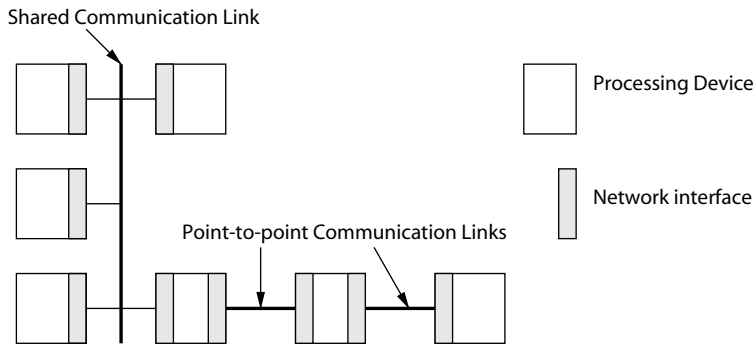 Shared Communication Link
Processing Device
Network interface
Point-to-point Communication Links